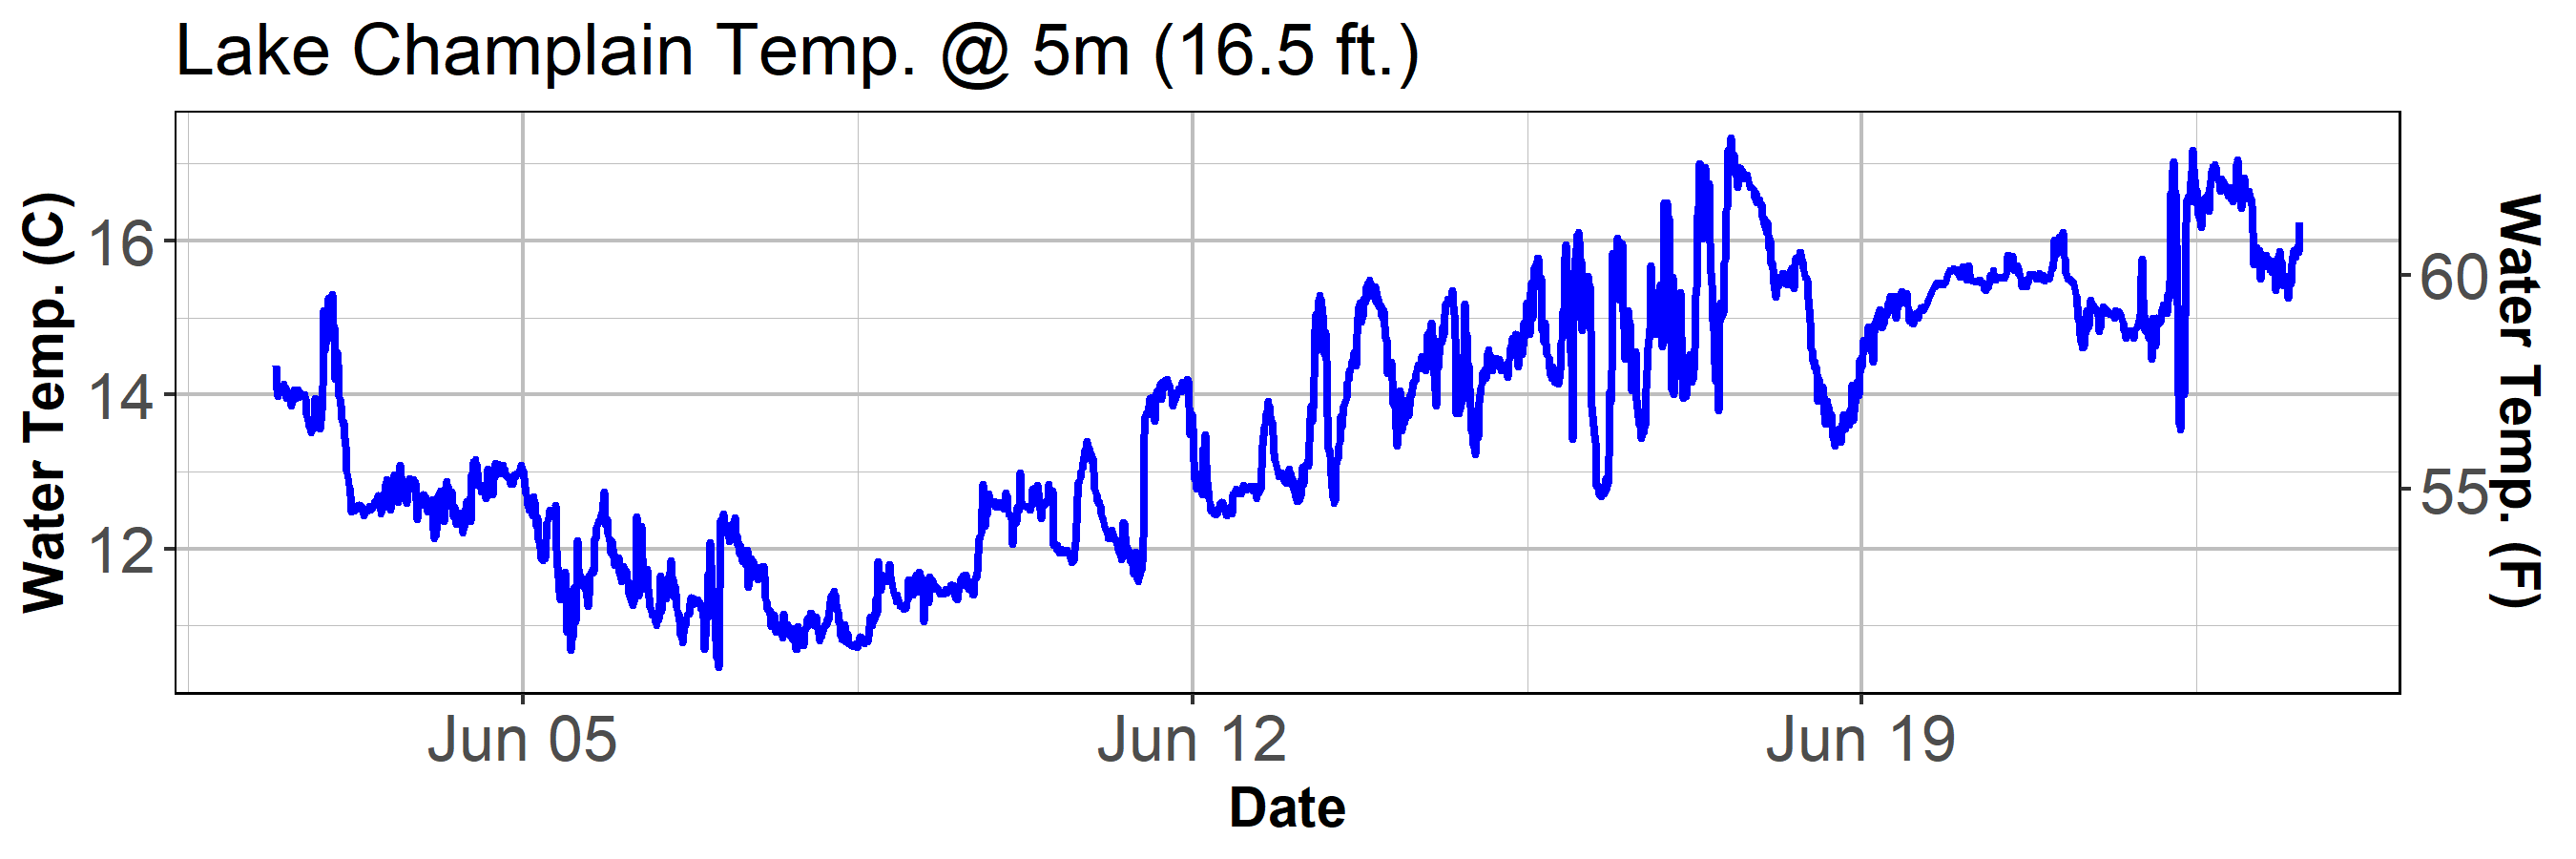 Lake Champlain Temp. @ 5m (16.5 ft.)
Water Temp. (C)
16
14
12
60
55
Water Temp. (F)
Jun 05
Jun 12
Jun 19
Date